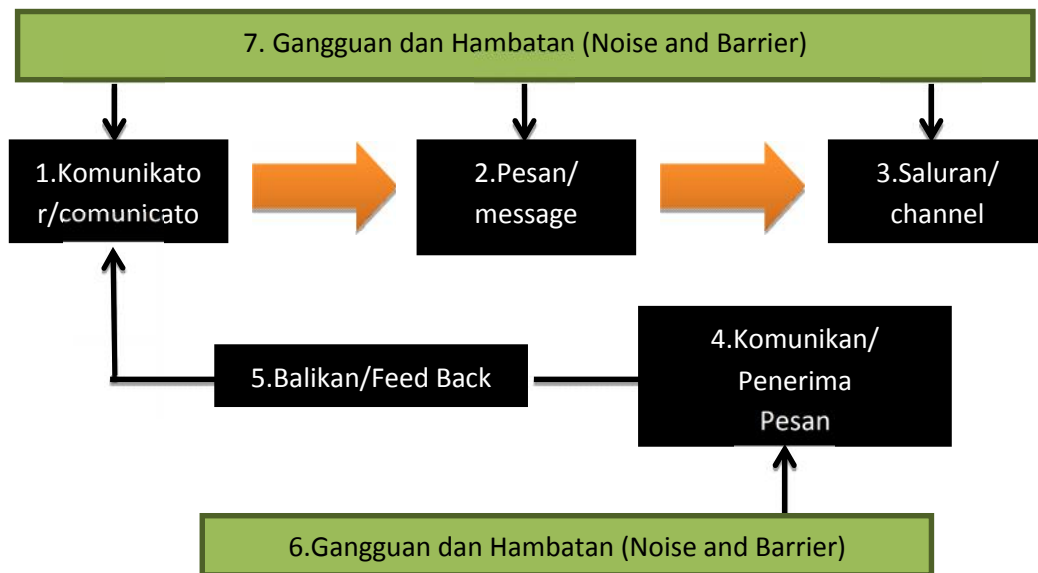 7. Gangguan dan Hambatan (Noise and Barrier)
1.Komunikato
r/comunicato
2.Pesan/
message
3.Saluran/
channel
4.Komunikan/
Penerima
Pesan
5.Balikan/Feed Back
6.Gangguan dan Hambatan (Noise and Barrier)